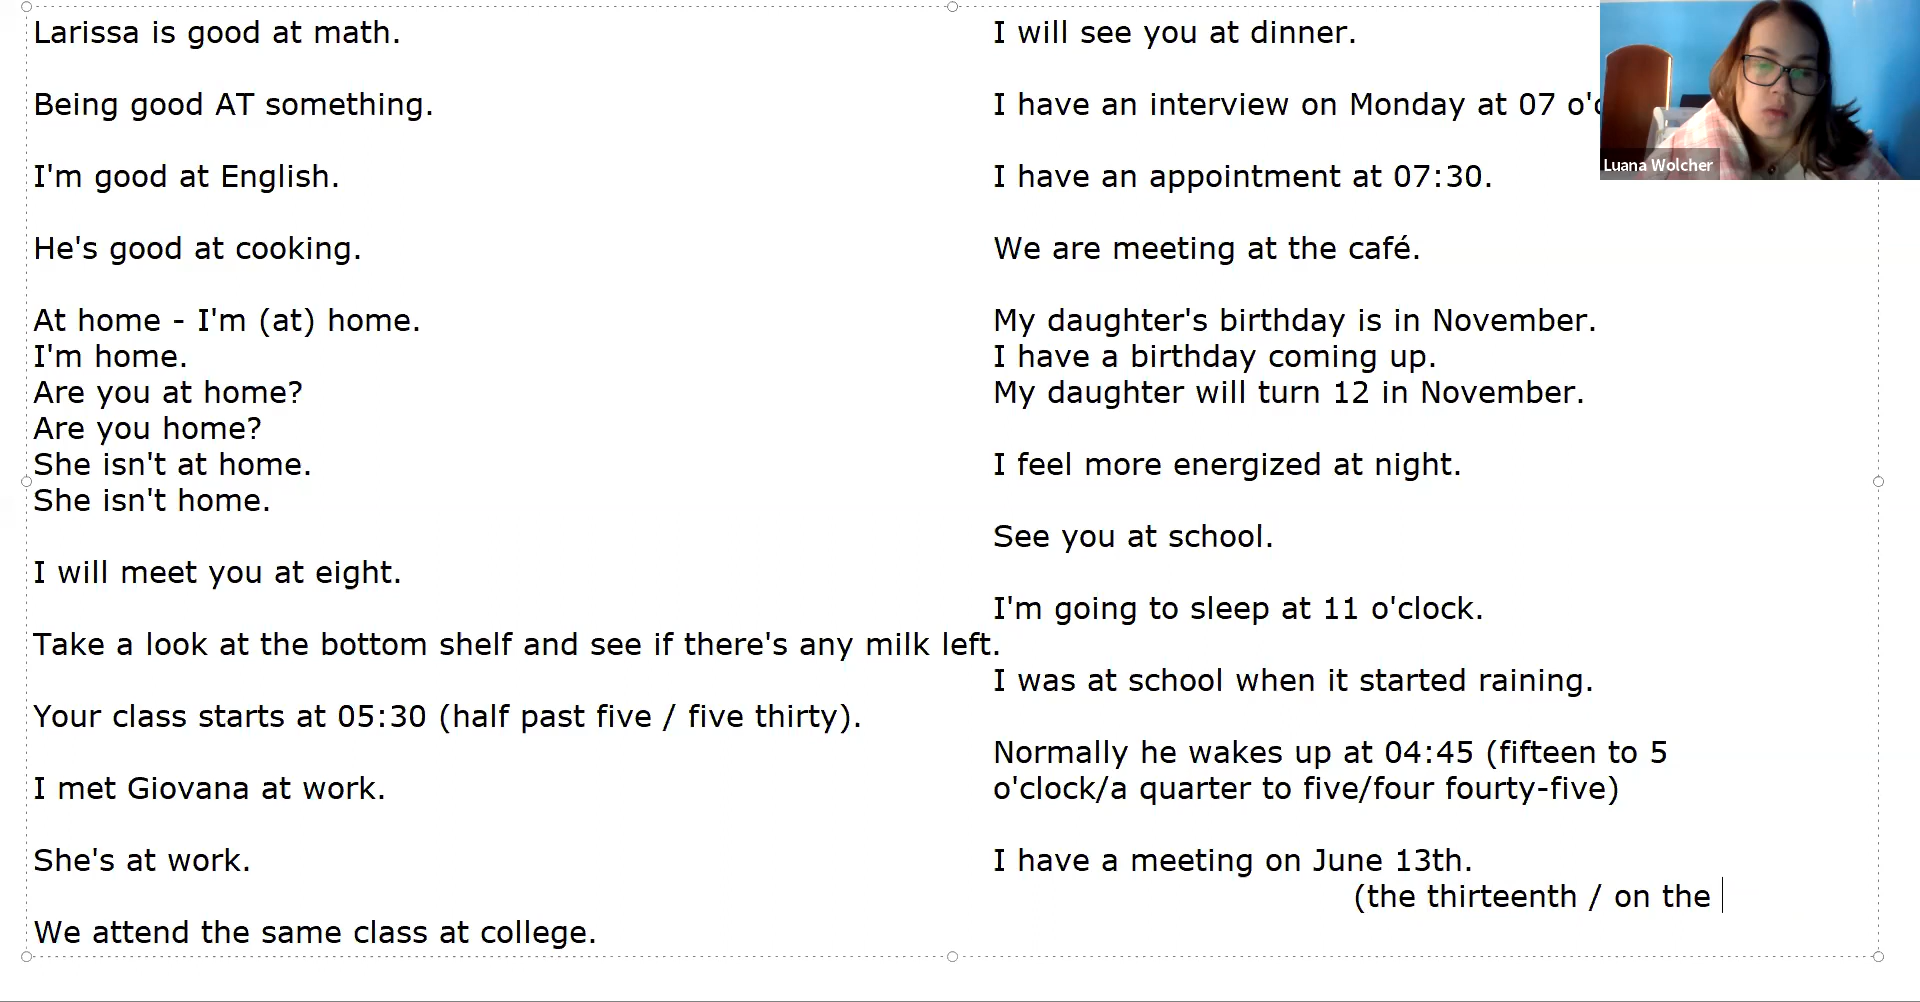 Larissa is good at math.
Being good AT something.
I'm good at English.
He's good at cooking.
At home - I'm (at) home.
I'm home.
Are you at home?
Are you home?
She isn't at home.
She isn't home.
I will meet you at eight.
Take a look at the bottom shelf and see if there's any milk left.
Your class starts at 05:30 (half past five / five thirty).
I met Giovana at work.
She's at work.
We attend the same class at college.
I will see you at dinner.
I have an interview on Monday at 07
I have an appointment at 07:30.
We are meeting at the café.
My daughter's birthday is in November.
I have a birthday coming up.
My daughter will turn 12 in November.
I feel more energized at night.
See you at school.
I'm going to sleep at 11 o'clock.
I was at school when it started raining.
Normally he wakes up at 04:45 (fifteen to 5
o'clock/a quarter to five/four fourty-five)
I have a meeting on June 13th.
(the thirteenth / on the
Luana Wolcher